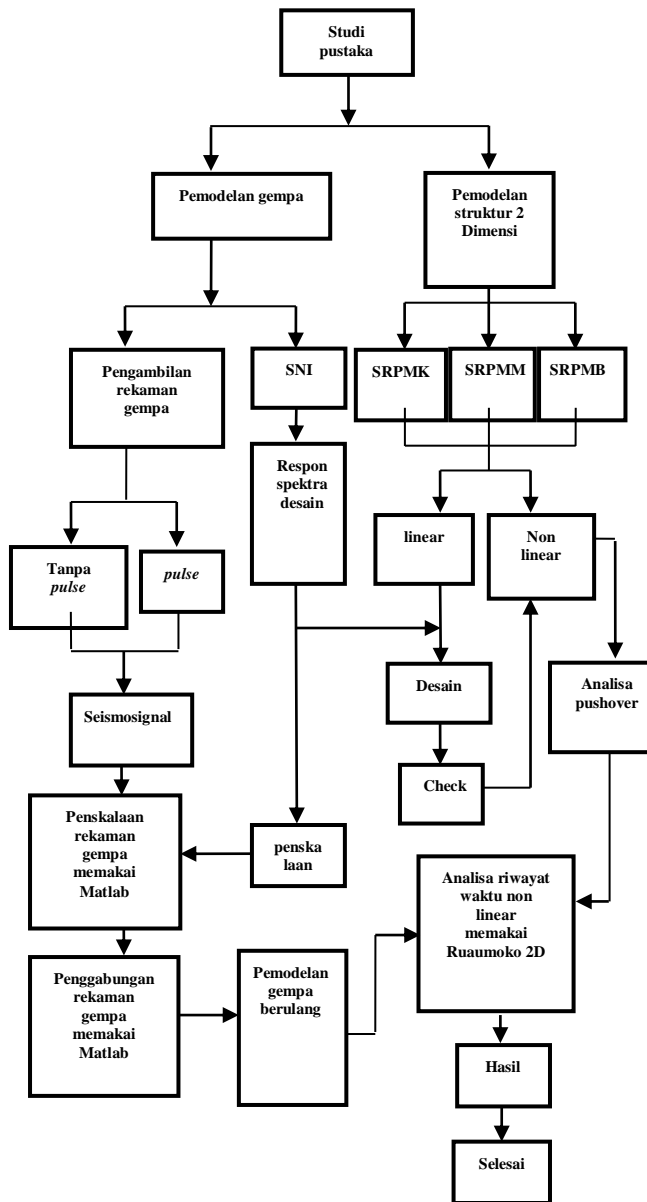 Studi
pustaka
Pemodelan gempa
Pemodelan
struktur 2
Dimensi
Pengambilan
rekaman
gempa
SNI
SRPMK
SRPMM
SRPMB
Respon
spektra
desain
linear
Non
linear
Tanpa
pulse
pulse
Seismosignal
Desain
Analisa
pushover
Check
Penskalaan
rekaman
gempa
memakai
Matlab
penska
laan
Analisa riwayat
waktu non
linear
memakai
Ruaumoko 2D
Penggabungan
rekaman
gempa
memakai
Matlab
Pemodelan
gempa
berulang
Hasil
Selesai